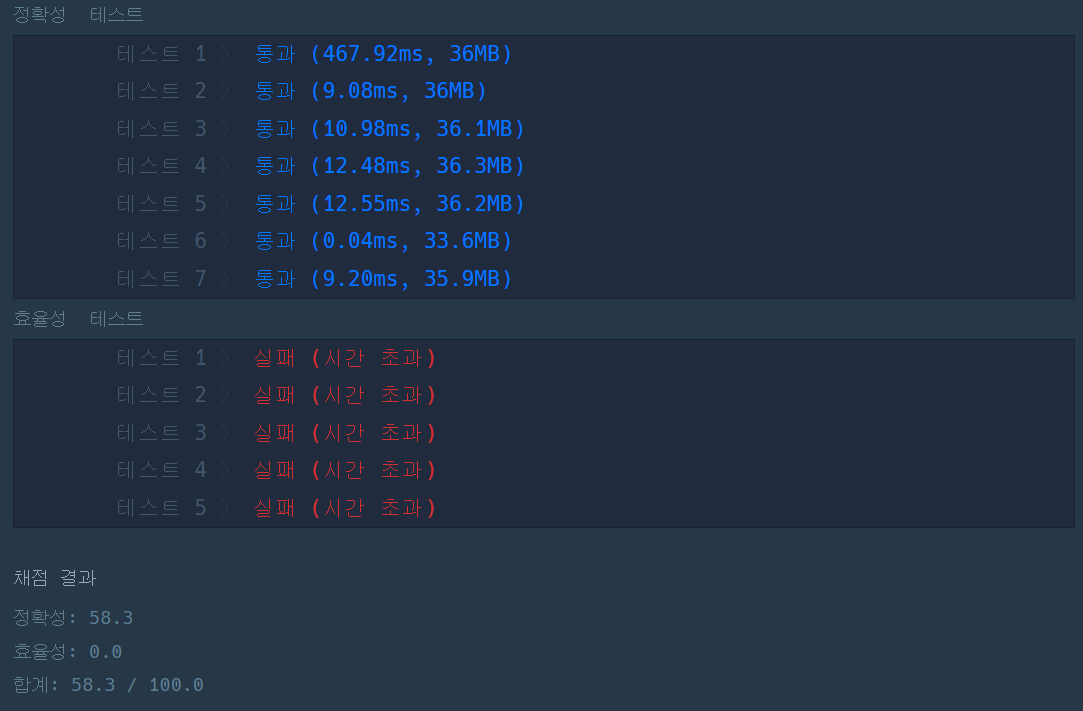 정확성 테스트
테스트 1 〉 통과 (467.92ms, 36MB)
테스트 2 〉 통과 (9.08ms, 36MB)
테스트 3 〉 통과 (10.98ms, 36.1MB)
테스트 4 〉 통과 (12.48ms, 36.3MB)
테스트 5 〉 통과 (12.55ms, 36.2MB)
테스트 6 〉 통과 (0.04ms, 33.6MB)
테스트 7 〉 통과 (9.20ms, 35.9MB)
효율성 테스트
테스트 1 〉 실패 (시간 초과)
테스트 2 〉 실패 (시간 초과)
테스트 3 〉 실패 (시간 초과)
테스트 4 〉 실패 (시간 초과)
테스트 5 〉 실패 (시간 초과)
채점 결과
정확성: 58.3
효율성: 0.0
합계: 58.3 / 100.0